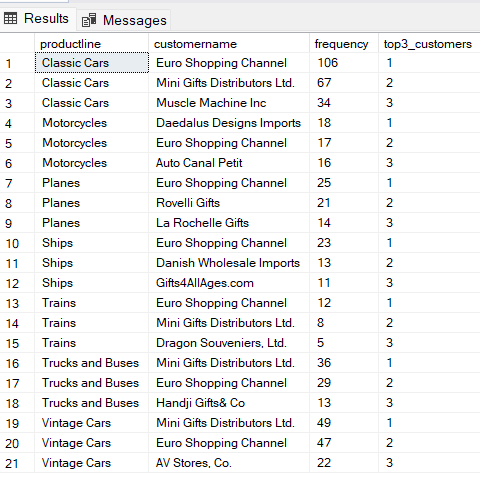 Results Messages
productline customername frequency top3_customers
1 Classic Cars Euro Shopping Channel 106 1
2 Classic Cars Mini Gifts Distributors Ltd. 67 2
3 Classic Cars Muscle Machine Inc 34 3
4 Motorcycles Daedalus Designs Imports 18 1
5 Motorcycles Euro Shopping Channel 17 2
6 Motorcycles Auto Canal Petit 16 3
7 Planes Euro Shopping Channel 25 1
8 Planes Rovelli Gifts 21 2
9 Planes La Rochelle Gifts 14 3
10 Ships Euro Shopping Channel 23 1
11 Ships Danish Wholesale Imports 13 2
12 Ships Gifts4AllAges.com 11 3
13 Trains Euro Shopping Channel 12 1
14 Trains Mini Gifts Distributors Ltd. 8 2
15 Trains Dragon Souveniers, Ltd. 5 3
16 Trucks and Buses Mini Gifts Distributors Ltd. 36 1
17 Trucks and Buses Euro Shopping Channel 29 2
18 Trucks and Buses Handji Gifts& Co 13 3
19 Vintage Cars Mini Gifts Distributors Ltd. 49 1
20 Vintage Cars Euro Shopping Channel 47 2
21 Vintage Cars AV Stores, Co. 22 3